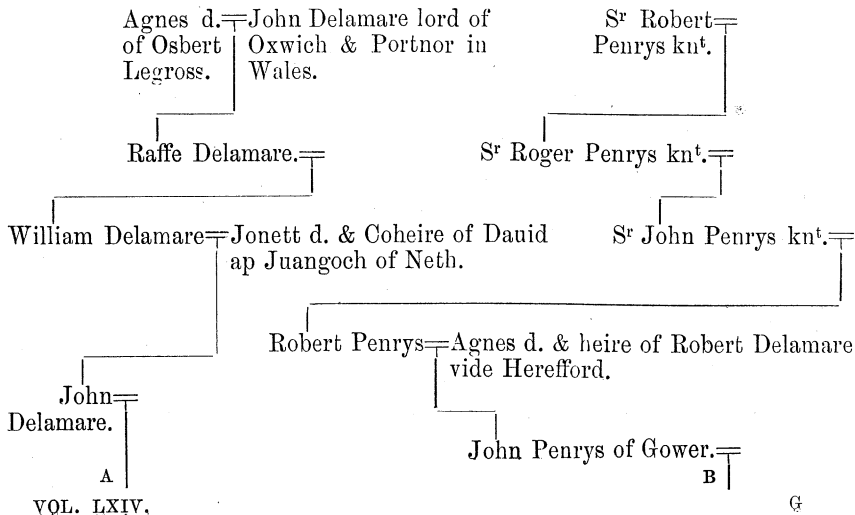 Agnes d. John Delamare lord of Sʳ Robert
of Osbert Oxwich & Portnor in Penrys knᵗ.
Legross. Wales.
Raffe Delamare. Sʳ Roger Penrys knᵗ.
William Delamare Jonett d. & Coheire of Dauid Sʳ John Penrys knᵗ.
ap Juangoch of Neth.
Robert Penrys Agnes d. & heire of Robert Delamare
vide Herefford.
John
Delamare.
John Penrys of Gower.
A B
VOL. LXIV. G